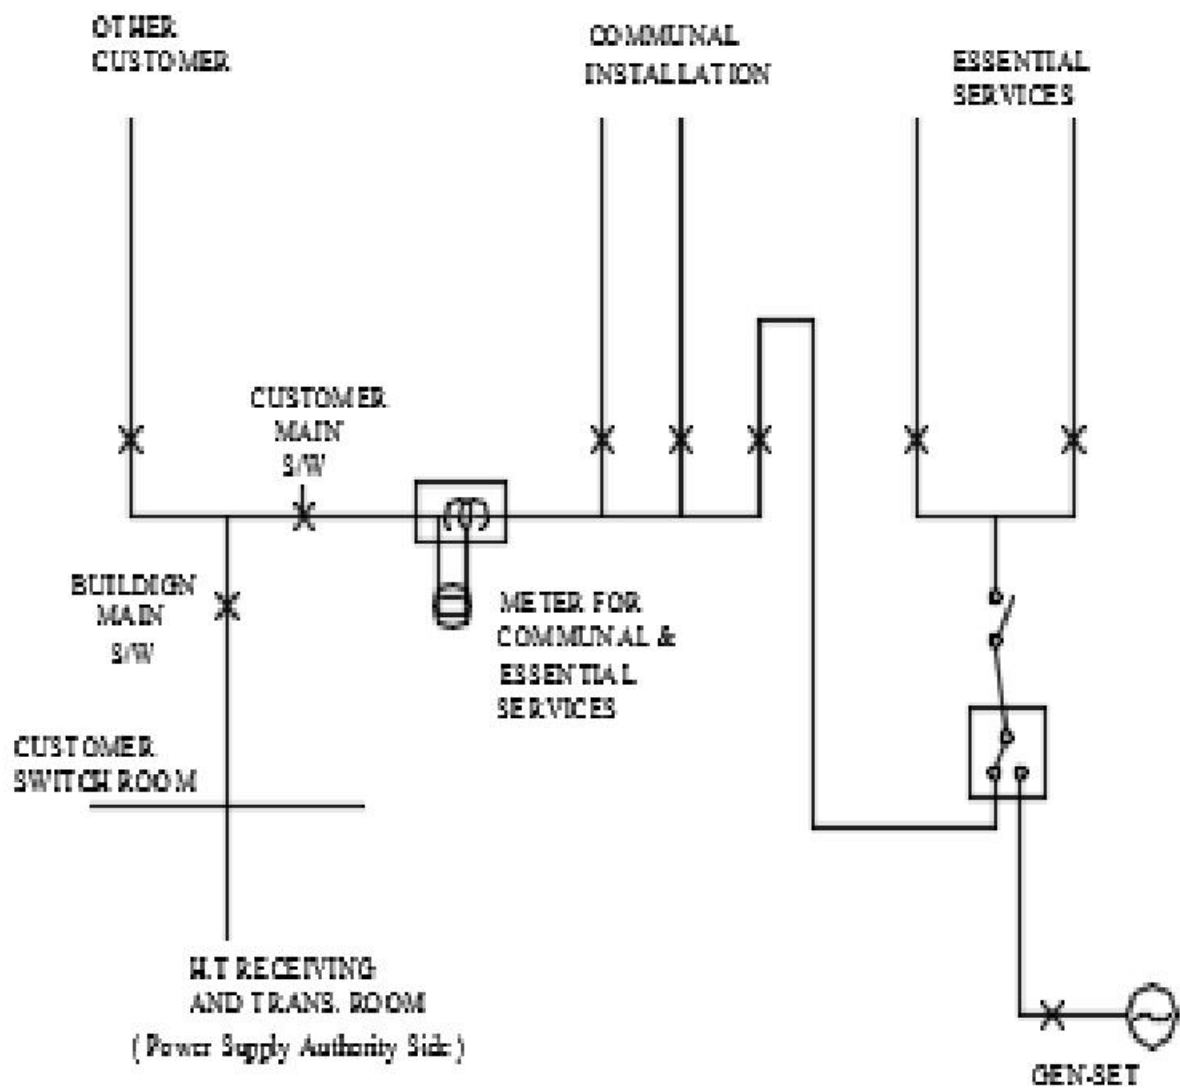 OTHER
CUSTOMER
COMMUNAL
INSTALLATION
ESSENTIAL
SERVICES
CUSTOMER
MAIN
S/W
BUILDIGN
MAIN
S/W
METER FOR
COMMUNAL &
ESSENTIAL
SERVICES
CUSTOMER
SWITCH ROOM
H.T RECEIVING
AND TRANS. ROOM
( Power Supply Authority Side )
GEN-SET